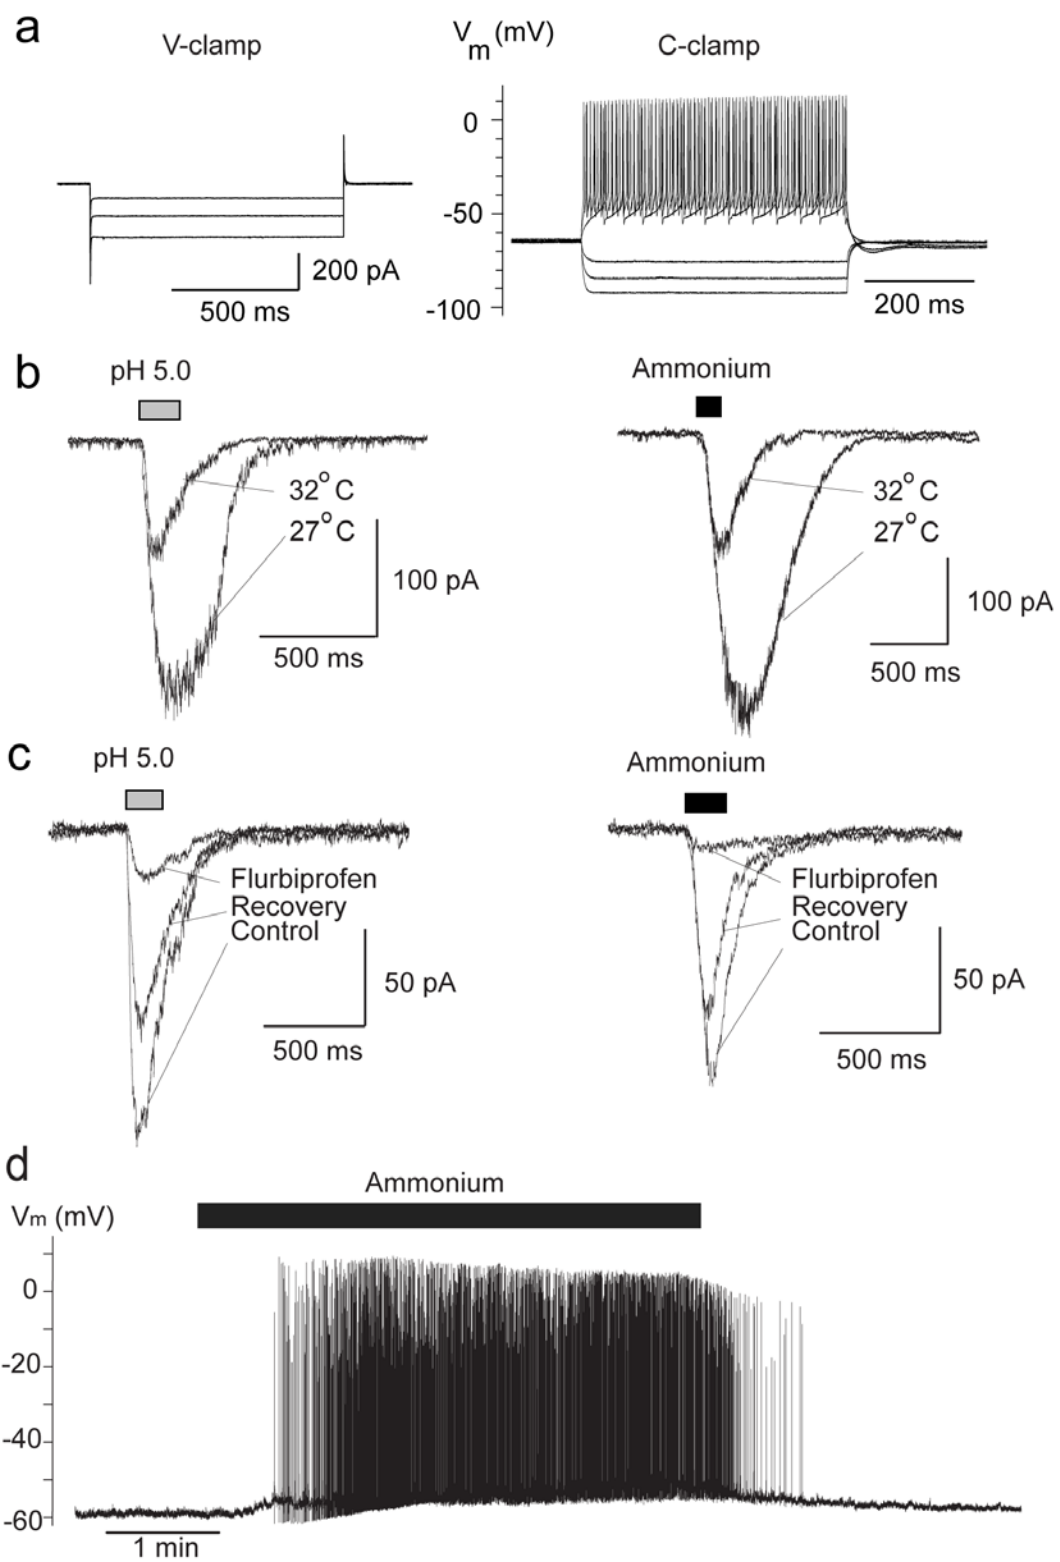 a
V-clamp
Vm (mV)
C-clamp
0
-50
-100
200 pA
500 ms
200 ms
b
pH 5.0
Ammonium
32°C
27°C
100 pA
500 ms
32°C
27°C
100 pA
500 ms
c
pH 5.0
Ammonium
Flurbiprofen
Recovery
Control
50 pA
500 ms
Flurbiprofen
Recovery
Control
50 pA
500 ms
d
Ammonium
Vm (mV)
0
-20
-40
-60
1 min